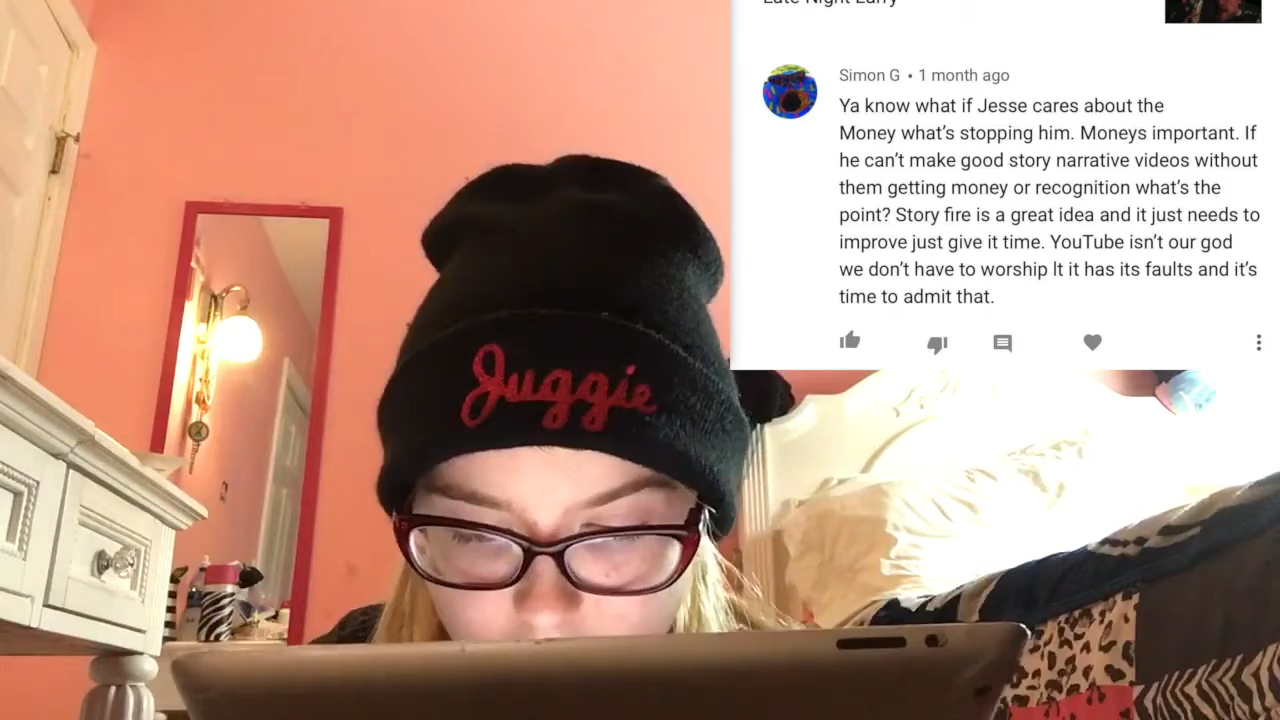 Late Night Larry
Simon G • 1 month ago
Ya know what if Jesse cares about the
Money what’s stopping him. Moneys important. If
he can’t make good story narrative videos without
them getting money or recognition what’s the
point? Story fire is a great idea and it just needs to
improve just give it time. YouTube isn’t our god
we don’t have to worship lt it has its faults and it’s
time to admit that.
Juggie